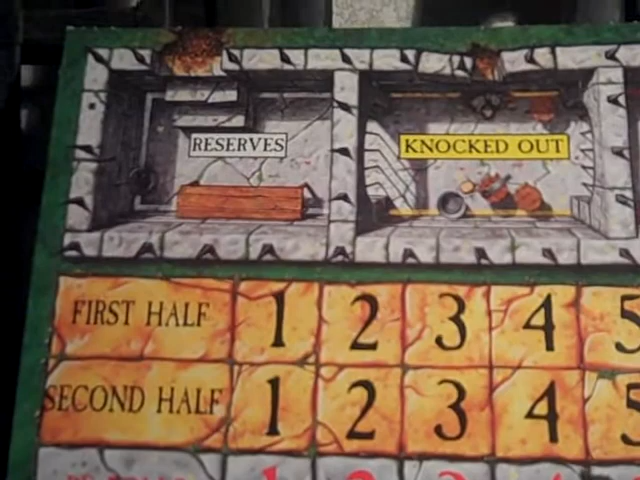 RESERVES
KNOCKED OUT
FIRST HALF 1 2 3 4 5
SECOND HALF 1 2 3 4 5